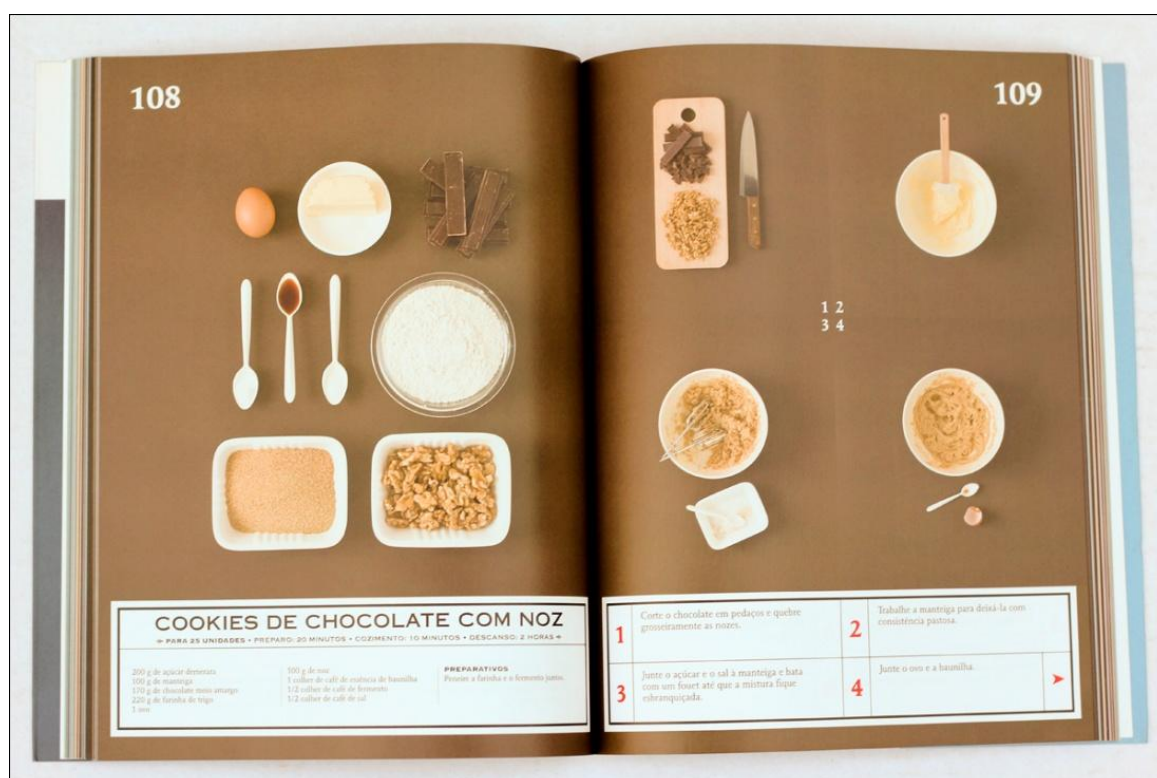 108
COOKIES DE CHOCOLATE COM NOZ
PARA 25 UNIDADES • PREPARO: 20 MINUTOS • COZIMENTO: 10 MINUTOS • DESCANSO: 2 HORAS
200 g de açúcar demerara
100 g de manteiga
170 g de chocolate meio amargo
220 g de farinha de trigo
1 ovo
100 g de noz
1 colher de café de essência de baunilha
1/2 colher de café de fermento
1/2 colher de café de sal
PREPARATIVOS
Peneire a farinha e o fermento juntos.
109
1 2
3 4
1
Corte o chocolate em pedaços e quebre
grosseiramente as nozes.
2
Trabalhe a manteiga para deixá-la com
consistência pastosa.
3
Junte o açúcar e o sal à manteiga e bata
com um fouet até que a mistura fique
esbranquiçada.
4
Junte o ovo e a baunilha.